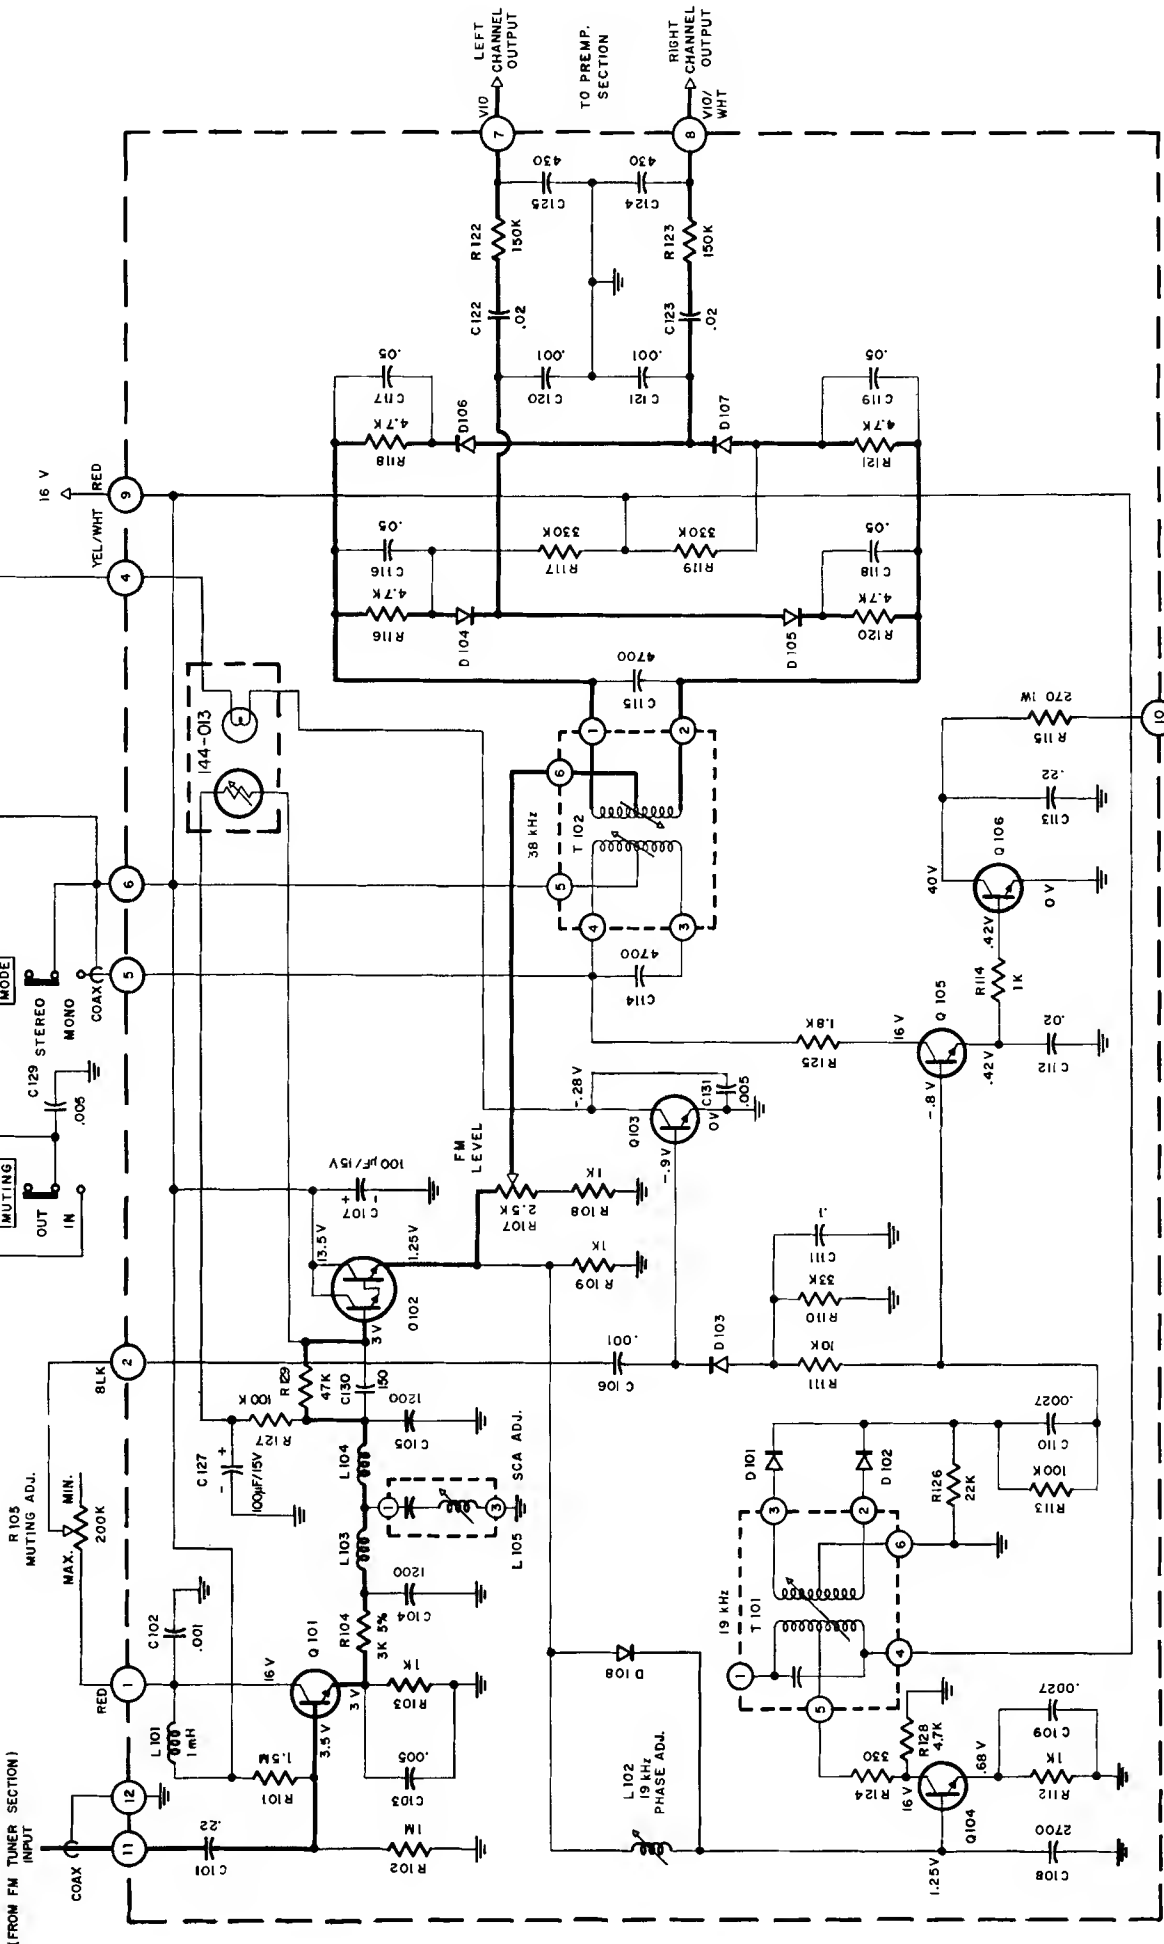 LEFT
CHANNEL
OUTPUT
VIO
7
TO PREMP.
SECTION
RIGHT
CHANNEL
OUTPUT
VIO/
WHT
8
430
C125
430
C124
R122
150K
R123
150K
C122
.02
C123
.02
.05
C117
.001
C120
.001
C121
.05
C119
4.7K
R118
D106
D107
4.7K
R121
16 V
RED
9
YEL/WHT
4
.05
C116
330K
R117
330K
R119
.05
C118
4.7K
R116
D104
D105
4.7K
R120
144-013
4700
C115
1
2
6
38 kHz
T 102
5
4
3
4700
C114
270 1W
R 115
10
.22
C113
Q 106
40V
0 V
.42V
R114
1K
MODE
STEREO
MONO
COAX
6
5
C129
.005
1.8K
R125
16V
Q 105
-.8 V
.42V
.02
C112
MUTING
OUT
IN
100µF/15V
+
-
C107
13.5V
1.25V
Q102
3V
FM
LEVEL
2.5K
R107
1K
R108
1K
R109
-.28V
Q103
-.9V
0V
C131
.005
.1
C111
33K
R110
10K
R111
D103
.001
C106
BLK
2
R129
47K
C130
150
100K
R127
C127
+
-
100µF/15V
1200
C105
L104
L103
1
3
SCA ADJ.
L105
R105
MUTING ADJ.
MAX.
MIN.
200K
D101
D102
.0027
C110
100K
R113
R126
22K
3
2
6
19 kHz
T101
1
4
5
C102
.001
RED
1
L101
1mH
16 V
Q 101
3 V
3.5V
R104
3K 5%
1200
C104
1K
R103
.005
C103
1.5M
R101
D108
L102
19 kHz
PHASE ADJ.
330
R124
R128
4.7K
16V
.68 V
Q104
1.25V
.0027
C109
1K
R112
2700
C108
(FROM FM TUNER SECTION)
INPUT
COAX
12
11
.22
C101
1M
R102